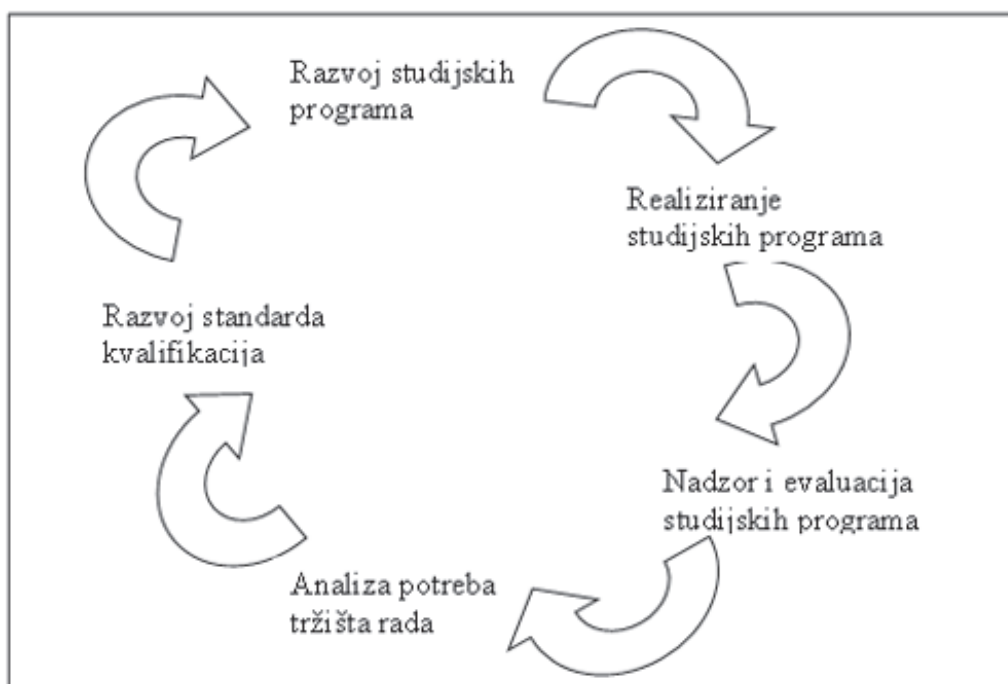 Razvoj studijskih
programa
Realiziranje
studijskih programa
Nadzor i evaluacija
studijskih programa
Analiza potreba
tržišta rada
Razvoj standarda
kvalifikacija